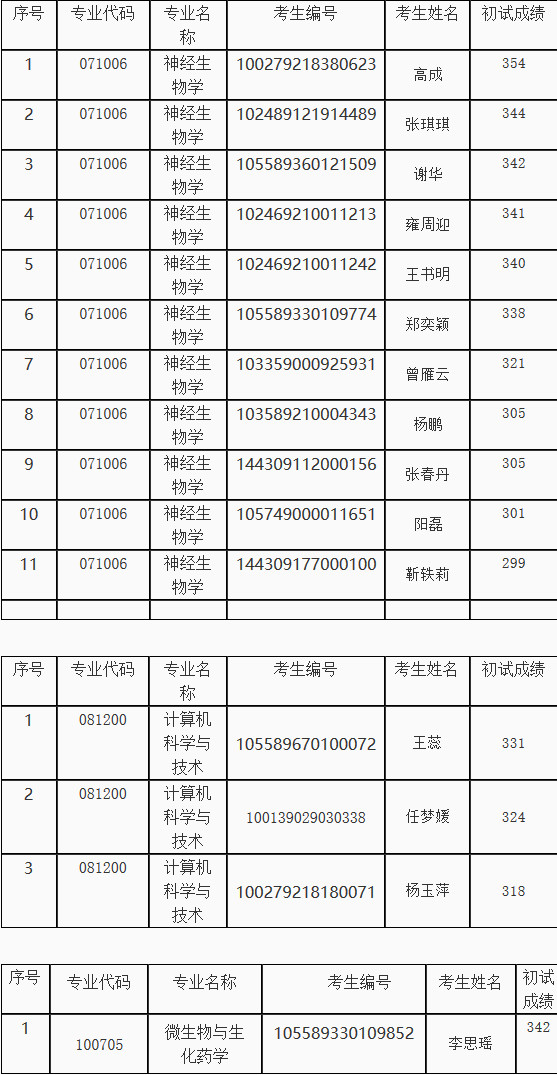 序号 专业代码 专业名称 考生编号 考生姓名 初试成绩
1 071006 神经生物学 100279218380623 高成 354
2 071006 神经生物学 102489121914489 张琪琪 344
3 071006 神经生物学 105589360121509 谢华 342
4 071006 神经生物学 102469210011213 雍周迎 341
5 071006 神经生物学 102469210011242 王书明 340
6 071006 神经生物学 105589330109774 郑奕颖 338
7 071006 神经生物学 103359000925931 曾雁云 321
8 071006 神经生物学 103589210004343 杨鹏 305
9 071006 神经生物学 144309112000156 张春丹 305
10 071006 神经生物学 105749000011651 阳磊 301
11 071006 神经生物学 144309177000100 靳轶莉 299
序号 专业代码 专业名称 考生编号 考生姓名 初试成绩
1 081200 计算机科学与技术 105589670100072 王蕊 331
2 081200 计算机科学与技术 100139029030338 任梦媛 324
3 081200 计算机科学与技术 100279218180071 杨玉萍 318
序号 专业代码 专业名称 考生编号 考生姓名 初试成绩
1 100705 微生物与生化药学 105589330109852 李思瑶 342